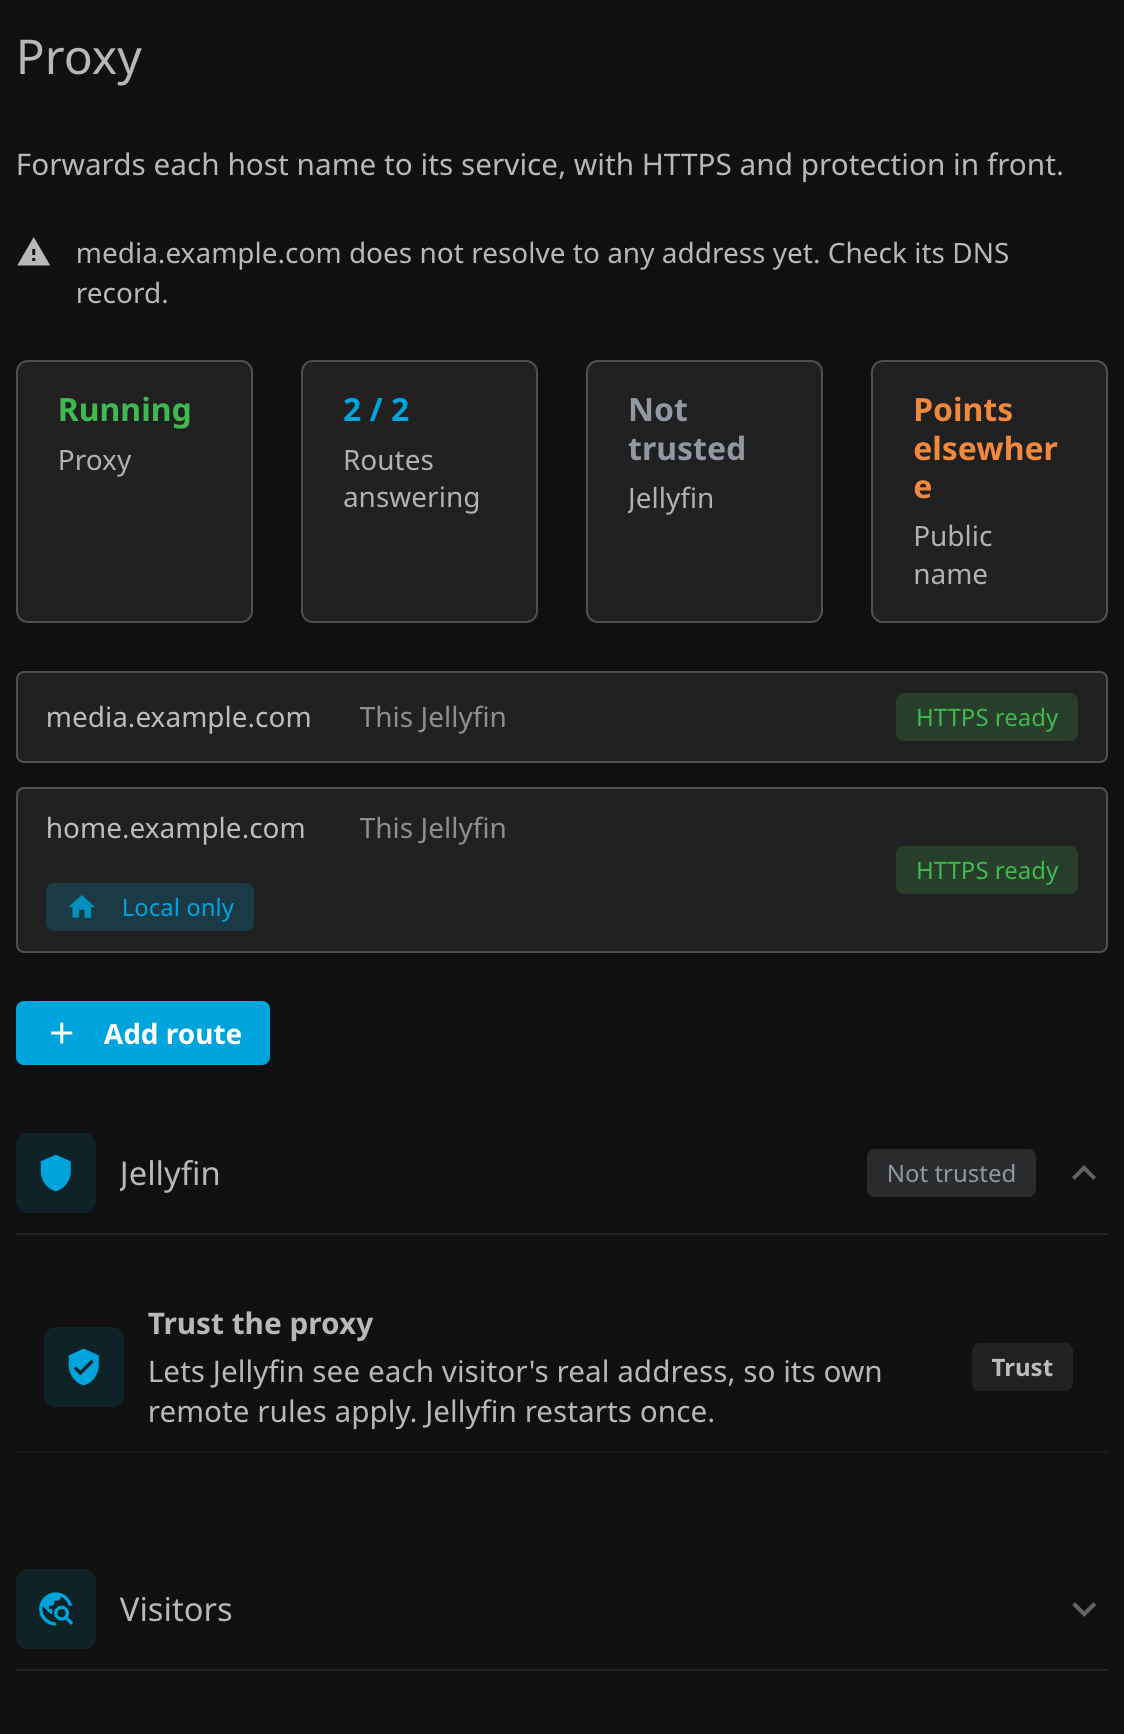 Proxy
Forwards each host name to its service, with HTTPS and protection in front.
media.example.com does not resolve to any address yet. Check its DNS
record.
Running
Proxy
2 / 2
Routes
answering
Not
trusted
Jellyfin
Points
elsewher
e
Public
name
media.example.com This Jellyfin HTTPS ready
home.example.com This Jellyfin
HTTPS ready
Local only
Add route
Jellyfin Not trusted
Trust the proxy
Lets Jellyfin see each visitor's real address, so its own
remote rules apply. Jellyfin restarts once.
Trust
Visitors